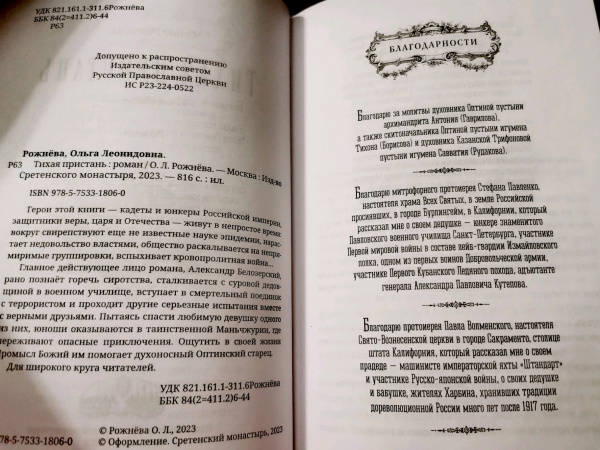 УДК 821.161.1-311.6Рожнёва
ББК 84(2=411.2)6-44
Р63
Допущено к распространению
Издательским советом
Русской Православной Церкви
ИС Р23-224-0522
Рожнёва, Ольга Леонидовна.
Р63 Тихая пристань : роман / О. Л. Рожнёва. — Москва : Изд-во
Сретенского монастыря, 2023. — 816 с. : ил.
ISBN 978-5-7533-1806-0
Герои этой книги — кадеты и юнкеры Российской империи,
защитники веры, царя и Отечества — живут в непростое время:
вокруг свирепствуют еще не известные науке эпидемии, нарас-
тает недовольство властями, общество раскалывается на непри-
миримые группировки, вспыхивает кровопролитная война...
Главное действующее лицо романа, Александр Белозерский,
рано познаёт горечь сиротства, сталкивается с суровой дедов-
щиной в военном училище, вступает в смертельный поединок
с террористом и проходит другие серьезные испытания вместе
с верными друзьями. Пытаясь спасти любимую девушку одного
из них, юноши оказываются в таинственной Маньчжурии, где
переживают опасные приключения. Ощутить в своей жизни
Промысл Божий им помогает духоносный Оптинский старец.
Для широкого круга читателей.
УДК 821.161.1-311.6Рожнёва
ББК 84(2=411.2)6-44
978-5-7533-1806-0
© Рожнёва О. Л., 2023
© Оформление. Сретенский монастырь, 2023
БЛАГОДАРНОСТИ
Благодарю за молитвы духовника Оптиной пустыни
архимандрита Антония (Гаврилова),
а также скитоначальника Оптиной пустыни игумена
Тихона (Борисова) и духовника Казанской Трифоновой
пустыни игумена Савватия (Рудакова).
Благодарю митрофорного протоиерея Стефана Павленко,
настоятеля храма Всех Святых, в земле Российской
просиявших, в городе Бурлингейм, в Калифорнии, который
рассказал мне о своем дедушке — юнкере знаменитого
Павловского военного училища Санкт-Петербурга, участнике
Первой мировой войны в составе лейб-гвардии Измайловского
полка, одном из первых воинов Добровольческой армии,
участнике Первого Кубанского Ледяного похода, адъютанте
генерала Александра Павловича Кутепова.
Благодарю протоиерея Павла Волменского, настоятеля
Свято-Вознесенской церкви в городе Сакраменто, столице
штата Калифорния, который рассказал мне о своем
прадеде — машинисте императорской яхты "Штандарт"
и участнике Русско-японской войны, о своих дедушке
и бабушке, жителях Харбина, хранивших традиции
дореволюционной России много лет после 1917 года.